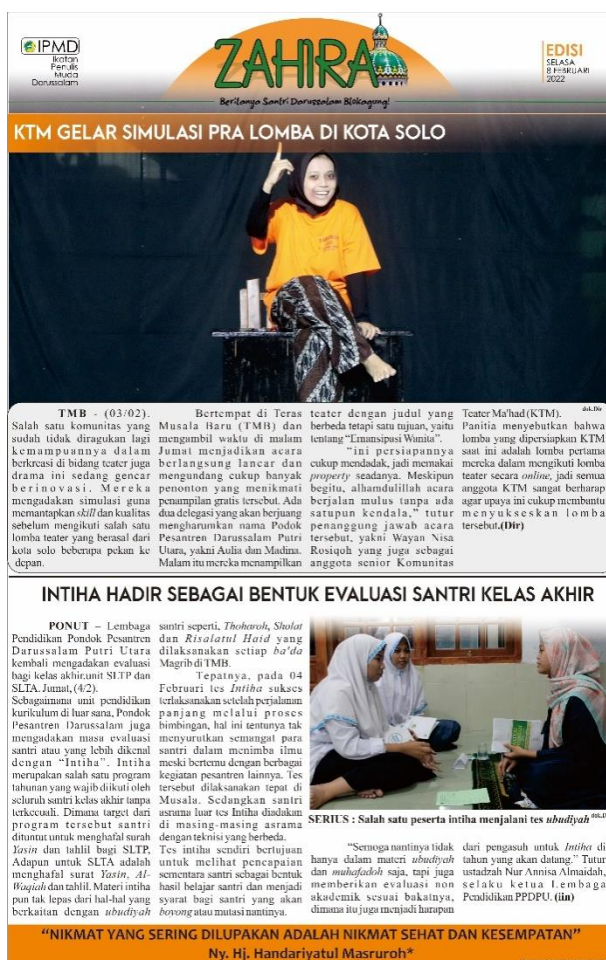 IPMD
Ikatan
Penulis
Muda
Darussalam
ZAHIRA
Beritanya Santri Darussalam Blokagung!
EDISI
SELASA
8 FEBRUARI
2022
KTM GELAR SIMULASI PRA LOMBA DI KOTA SOLO
TMB - (03/02).
Salah satu komunitas yang
sudah tidak diragukan lagi
kemampuannya dalam
berkreasi di bidang teater juga
drama ini sedang gencar
berinovasi. Mereka
mengadakan simulasi guna
memantapkan skill dan kualitas
sebelum mengikuti salah satu
lomba teater yang berasal dari
kota solo beberapa pekan ke
depan.
Bertempat di Teras
Musala Baru (TMB) dan
mengambil waktu di malam
Jumat menjadikan acara
berlangsung lancar dan
mengundang cukup banyak
penonton yang menikmati
penampilan gratis tersebut. Ada
dua delegasi yang akan berjuang
mengharumkan nama Podok
Pesantren Darussalam Putri
Utara, yakni Aulia dan Madina.
Malam itu mereka menampilkan
teater dengan judul yang
berbeda tetapi satu tujuan, yaitu
tentang "Emansipasi Wanita".
"ini persiapannya
cukup mendadak, jadi memakai
property seadanya. Meskipun
begitu, alhamdulillah acara
berjalan mulus tanpa ada
satupun kendala," tutur
penanggung jawab acara
tersebut, yakni Wayan Nisa
Rosiqoh yang juga sebagai
anggota senior Komunitas
dok.Dir
Teater Ma'had (KTM).
Panitia menyebutkan bahwa
lomba yang dipersiapkan KTM
saat ini adalah lomba pertama
mereka dalam mengikuti lomba
teater secara online, jadi semua
anggota KTM sangat berharap
agar upaya ini cukup membantu
menyukseskan lomba
tersebut.(Dir)
INTIHA HADIR SEBAGAI BENTUK EVALUASI SANTRI KELAS AKHIR
PONUT – Lembaga
Pendidikan Pondok Pesantren
Darussalam Putri Utara
kembali mengadakan evaluasi
bagi kelas akhir,unit SLTP dan
SLTA. Jumat, (4/2).
Sebagaimana unit pendidikan
kurikulum di luar sana, Pondok
Pesantren Darussalam juga
mengadakan masa evaluasi
santri atau yang lebih dikenal
dengan "Intiha". Intiha
merupakan salah satu program
tahunan yang wajib diikuti oleh
seluruh santri kelas akhir tanpa
terkecuali. Dimana target dari
program tersebut santri
dituntut untuk menghafal surah
Yasin dan tahlil bagi SLTP,
Adapun untuk SLTA adalah
menghafal surat Yasin, Al-
Waqiah dan tahlil. Materi intiha
pun tak lepas dari hal-hal yang
berkaitan dengan ubudiyah
santri seperti, Thoharoh, Sholat
dan Risalatul Haid yang
dilaksanakan setiap ba'da
Magrib di TMB.
Tepatnya, pada 04
Februari tes Intiha sukses
terlaksanakan setelah perjalanan
panjang melalui proses
bimbingan, hal ini tentunya tak
menyurutkan semangat para
santri dalam menimba ilmu
meski bertemu dengan berbagai
kegiatan pesantren lainnya. Tes
tersebut dilaksanakan tepat di
Musala. Sedangkan santri
asrama luar tes Intiha diadakan
di masing-masing asrama
dengan teknisi yang berbeda.
Tes intiha sendiri bertujuan
untuk melihat pencapaian
sementara santri sebagai bentuk
hasil belajar santri dan menjadi
syarat bagi santri yang akan
boyong atau mutasi nantinya.
SERIUS : Salah satu peserta intiha menjalani tes ubudiyah
"Semoga nantinya tidak
hanya dalam materi ubudiyah
dan muhafadoh saja, tapi juga
memberikan evaluasi non
akademik sesuai bakatnya,
dimana itu juga menjadi harapan
dari pengasuh untuk Intiha di
tahun yang akan datang." Tutur
ustadzah Nur Annisa Almaidah,
selaku ketua Lembaga
Pendidikan PPDPU. (iin)
"NIKMAT YANG SERING DILUPAKAN ADALAH NIKMAT SEHAT DAN KESEMPATAN"
Ny. Hj. Handariyatul Masruroh*